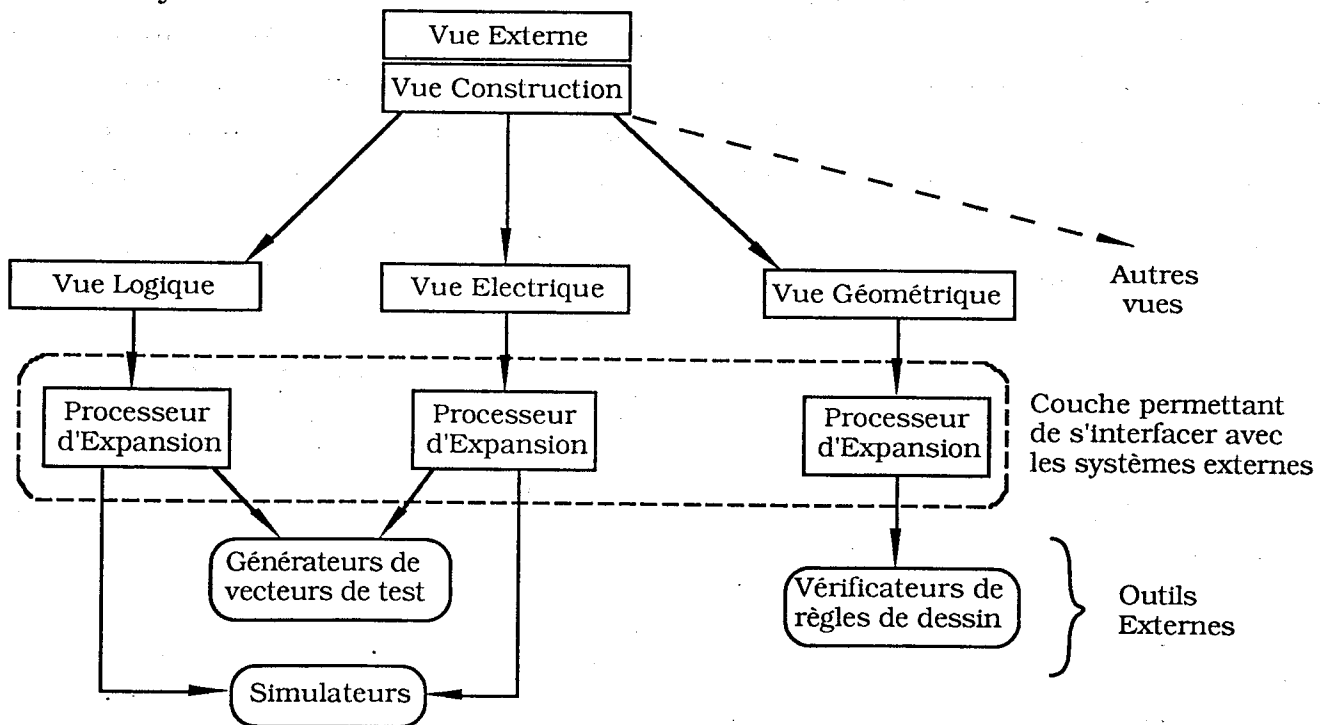 Vue Externe
Vue Construction
Vue Logique
Vue Electrique
Vue Géométrique
Autres
vues
Processeur
d'Expansion
Processeur
d'Expansion
Processeur
d'Expansion
Couche permettant
de s'interfacer avec
les systèmes externes
Générateurs de
vecteurs de test
Vérificateurs de
règles de dessin
Outils
Externes
Simulateurs